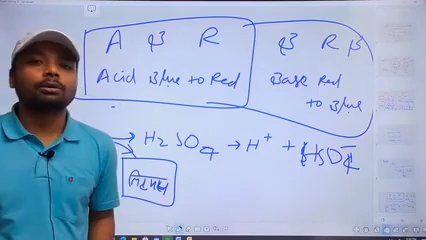 A B R B R B
Acid Blue to Red Base Red
to Blue
→ H2SO4 → H+ + HSO4-